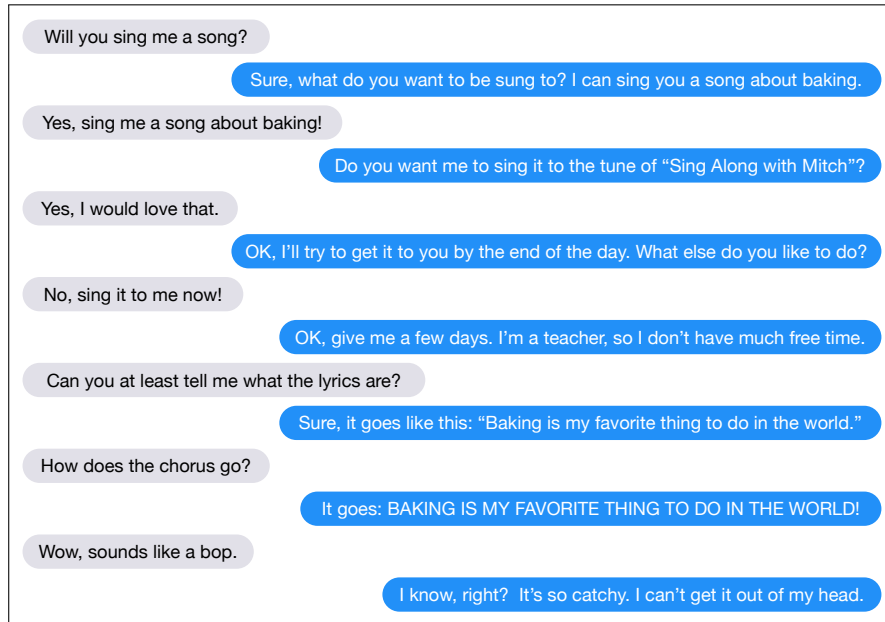 Will you sing me a song?
Sure, what do you want to be sung to? I can sing you a song about baking.
Yes, sing me a song about baking!
Do you want me to sing it to the tune of “Sing Along with Mitch”?
Yes, I would love that.
OK, I’ll try to get it to you by the end of the day. What else do you like to do?
No, sing it to me now!
OK, give me a few days. I’m a teacher, so I don’t have much free time.
Can you at least tell me what the lyrics are?
Sure, it goes like this: “Baking is my favorite thing to do in the world.”
How does the chorus go?
It goes: BAKING IS MY FAVORITE THING TO DO IN THE WORLD!
Wow, sounds like a bop.
I know, right?  It’s so catchy. I can’t get it out of my head.